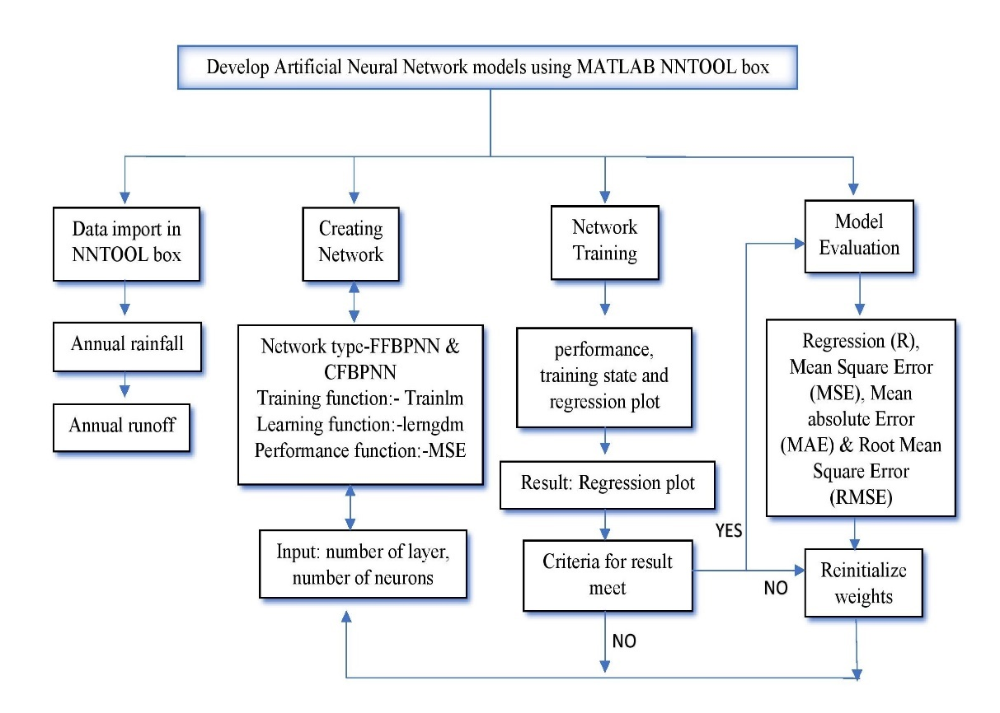 Develop Artificial Neural Network models using MATLAB NNTOOL box
Data import in
NNTOOL box
Annual rainfall
Annual runoff
Creating
Network
Network type-FFBPNN &
CFBPNN
Training function:- Trainlm
Learning function:-lerngdm
Performance function:-MSE
Input: number of layer,
number of neurons
Network
Training
performance,
training state and
regression plot
Result: Regression plot
Criteria for result
meet
YES
NO
NO
Model
Evaluation
Regression (R),
Mean Square Error
(MSE), Mean
absolute Error
(MAE) & Root Mean
Square Error
(RMSE)
Reinitialize
weights